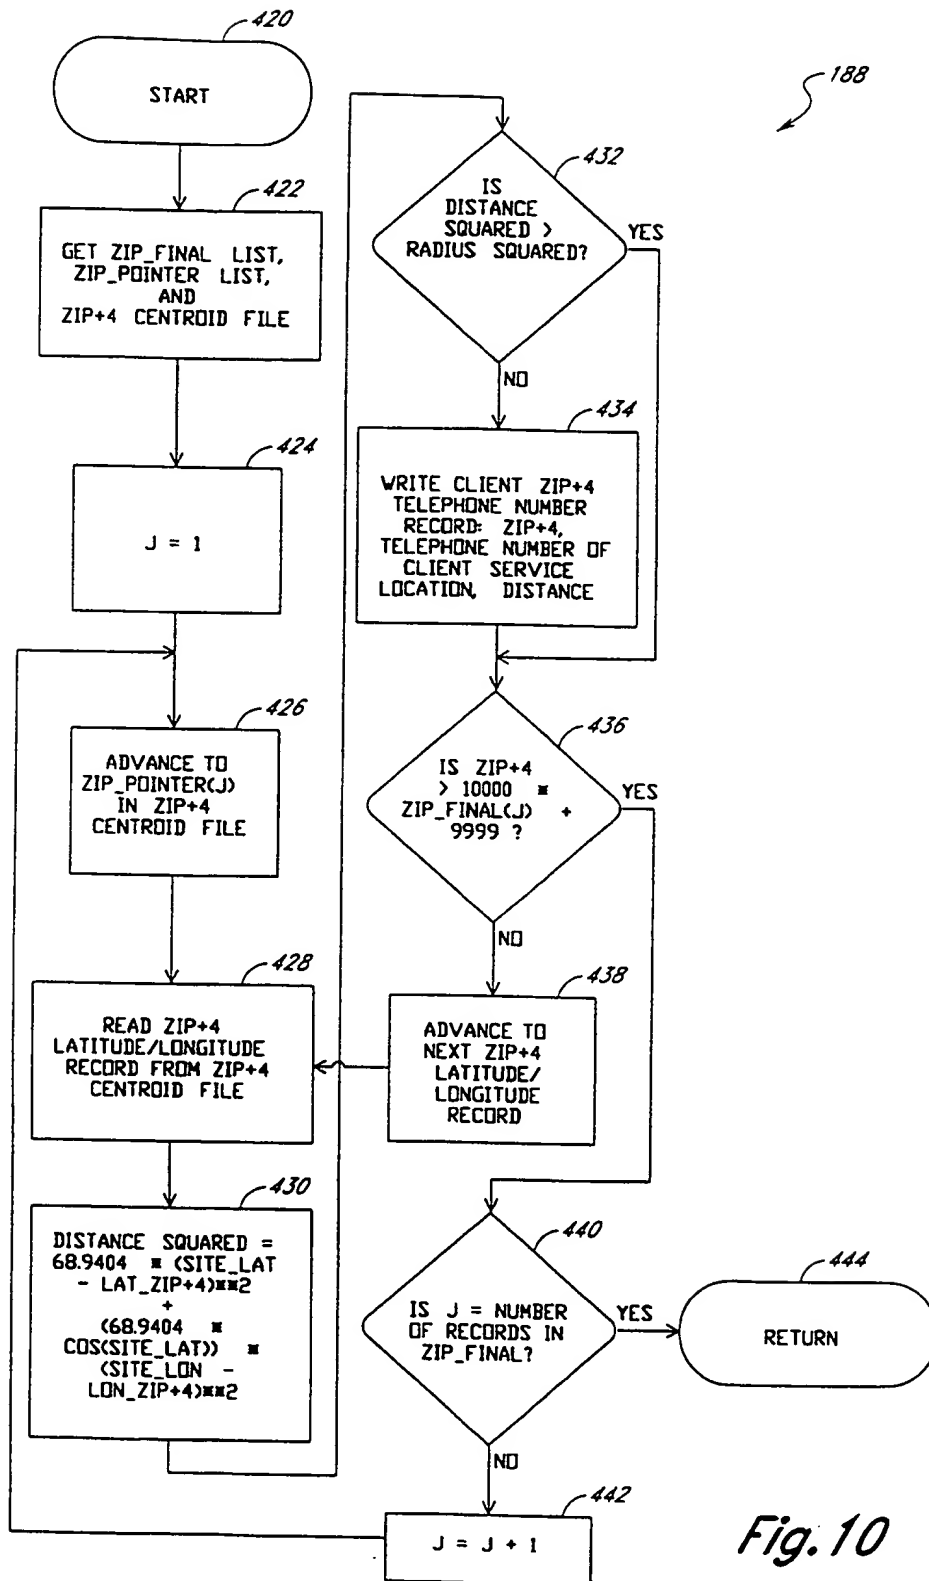 420
START
188
422
GET ZIP_FINAL LIST,
ZIP_POINTER LIST,
AND
ZIP+4 CENTROID FILE
424
J = 1
426
ADVANCE TO
ZIP_POINTER(J)
IN ZIP+4
CENTROID FILE
428
READ ZIP+4
LATITUDE/LONGITUDE
RECORD FROM ZIP+4
CENTROID FILE
430
DISTANCE SQUARED =
68.9404 * (SITE_LAT
- LAT_ZIP+4)**2
+
(68.9404 *
COS(SITE_LAT)) *
(SITE_LON -
LON_ZIP+4)**2
432
IS
DISTANCE
SQUARED >
RADIUS SQUARED?
YES
NO
434
WRITE CLIENT ZIP+4
TELEPHONE NUMBER
RECORD: ZIP+4,
TELEPHONE NUMBER OF
CLIENT SERVICE
LOCATION, DISTANCE
436
IS ZIP+4
> 10000 *
ZIP_FINAL(J) +
9999 ?
YES
NO
438
ADVANCE TO
NEXT ZIP+4
LATITUDE/
LONGITUDE
RECORD
440
IS J = NUMBER
OF RECORDS IN
ZIP_FINAL?
YES
NO
444
RETURN
442
J = J + 1
Fig. 10